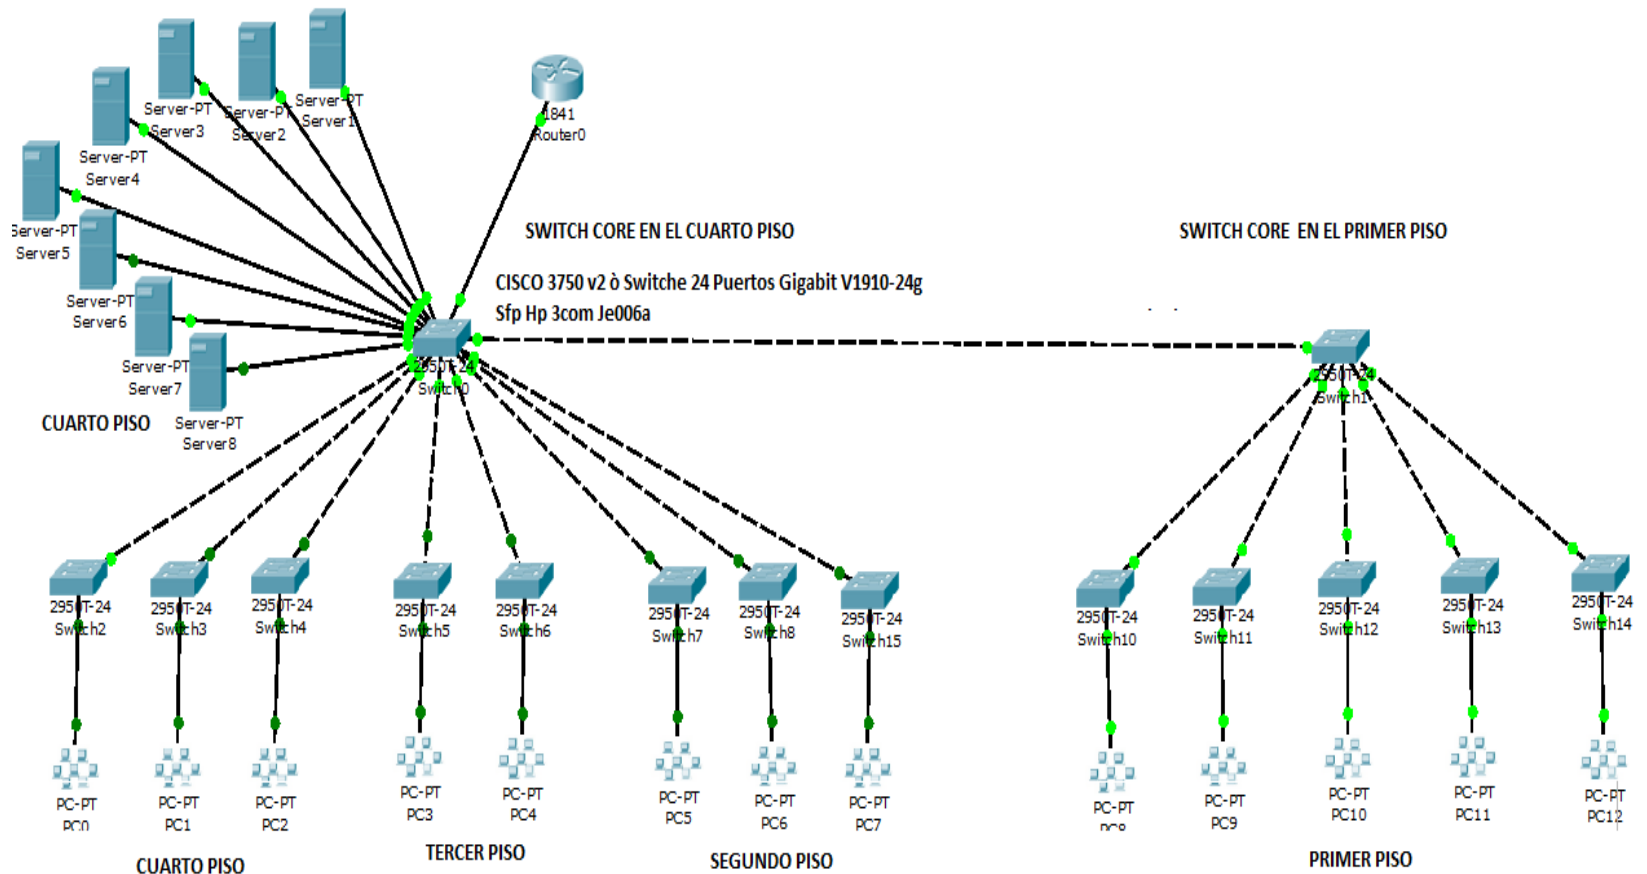 Server-PT
Server1
Server-PT
Server2
Server-PT
Server3
Server-PT
Server4
Server-PT
Server5
Server-PT
Server6
Server-PT
Server7
Server-PT
Server8
CUARTO PISO
1841
Router0
SWITCH CORE EN EL CUARTO PISO
CISCO 3750 v2 ò Switche 24 Puertos Gigabit V1910-24g
Sfp Hp 3com Je006a
SWITCH CORE EN EL PRIMER PISO
2950T-24
Switch0
2950T-24
Switch1
2950T-24
Switch2
2950T-24
Switch3
2950T-24
Switch4
2950T-24
Switch5
2950T-24
Switch6
2950T-24
Switch7
2950T-24
Switch8
2950T-24
Switch15
2950T-24
Switch10
2950T-24
Switch11
2950T-24
Switch12
2950T-24
Switch13
2950T-24
Switch14
PC-PT
PC0
PC-PT
PC1
PC-PT
PC2
PC-PT
PC3
PC-PT
PC4
PC-PT
PC5
PC-PT
PC6
PC-PT
PC7
PC-PT
PC8
PC-PT
PC9
PC-PT
PC10
PC-PT
PC11
PC-PT
PC12
CUARTO PISO
TERCER PISO
SEGUNDO PISO
PRIMER PISO